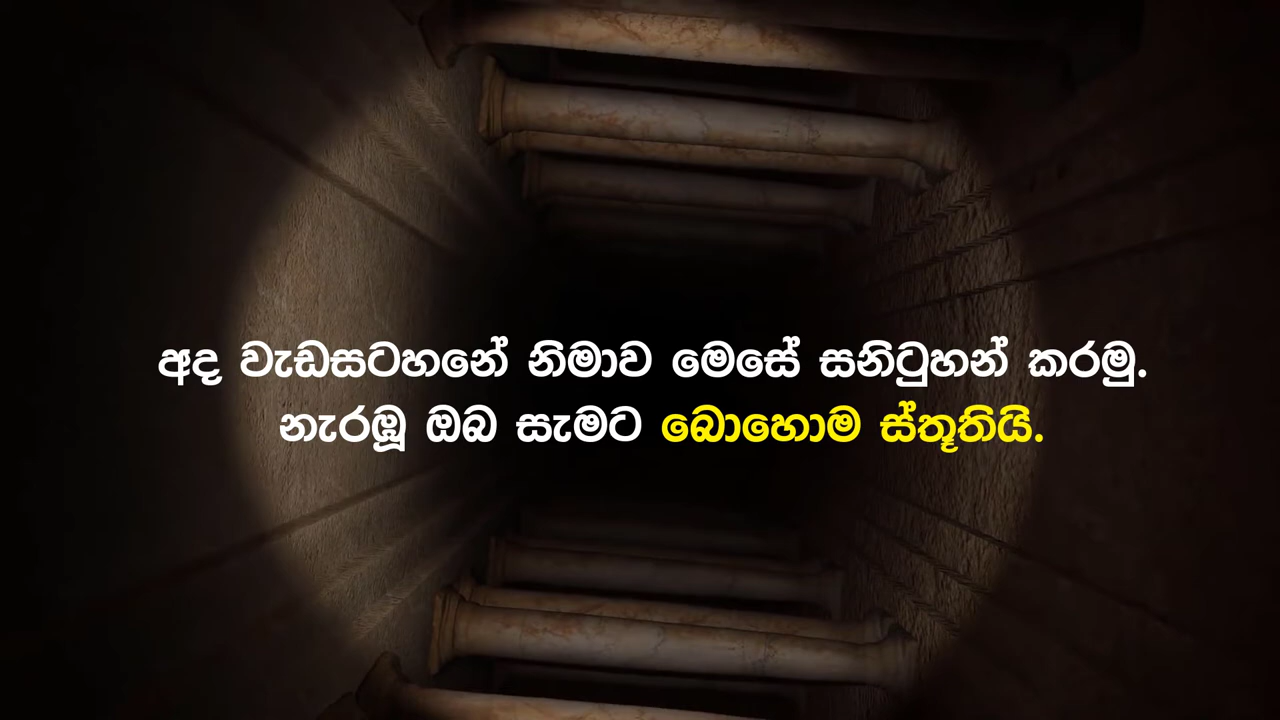 අද වැඩසටහනේ නිමාව මෙසේ සනිටුහන් කරමු.
නැරඹූ ඔබ සැමට බොහොම ස්තූතියි.